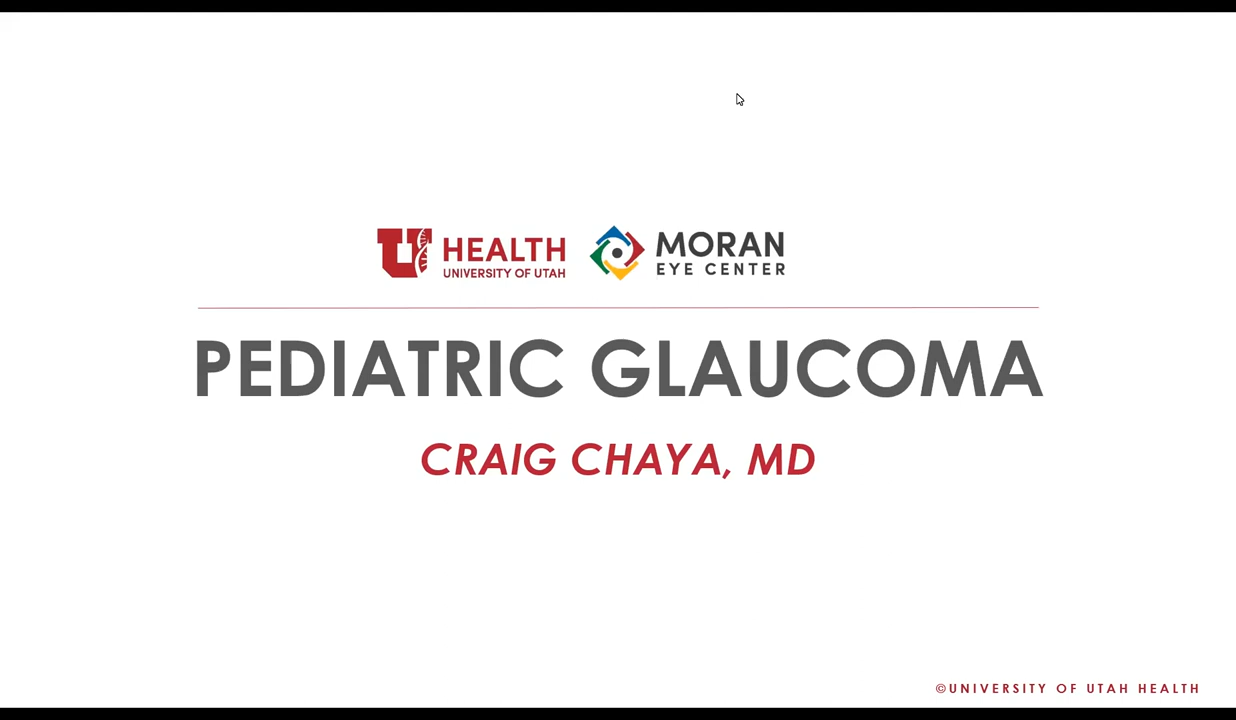 HEALTH
UNIVERSITY OF UTAH
MORAN
EYE CENTER
PEDIATRIC GLAUCOMA
CRAIG CHAYA, MD
©UNIVERSITY OF UTAH HEALTH